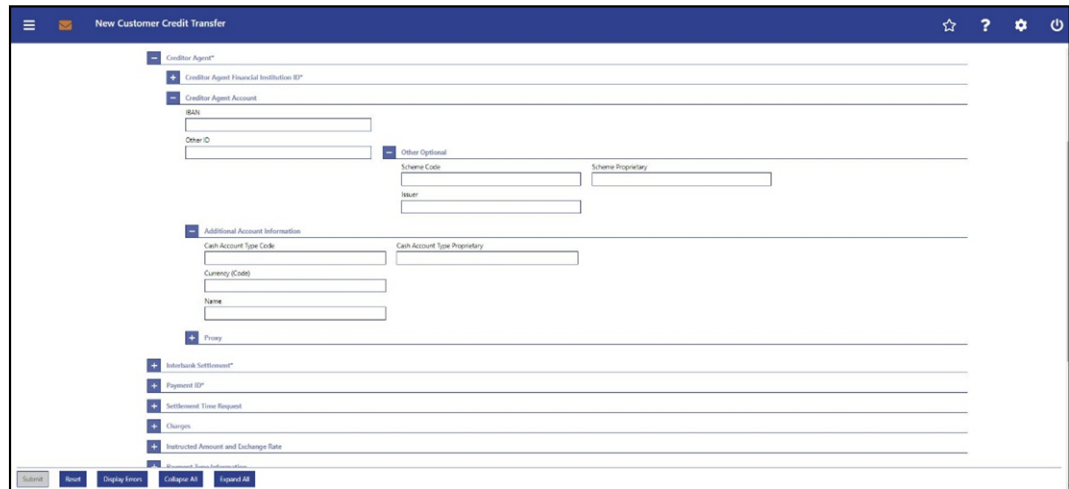 New Customer Credit Transfer
?
Creditor Agent*
Creditor Agent Financial Institution ID*
Creditor Agent Account
IBAN
Other ID
Other Optional
Scheme Code Scheme Proprietary
Issuer
Additional Account Information
Cash Account Type Code Cash Account Type Proprietary
Currency (Code)
Name
Proxy
Interbank Settlement*
Payment ID*
Settlement Time Request
Charges
Instructed Amount and Exchange Rate
Payment Type Information
Submit Reset Display Errors Collapse All Expand All